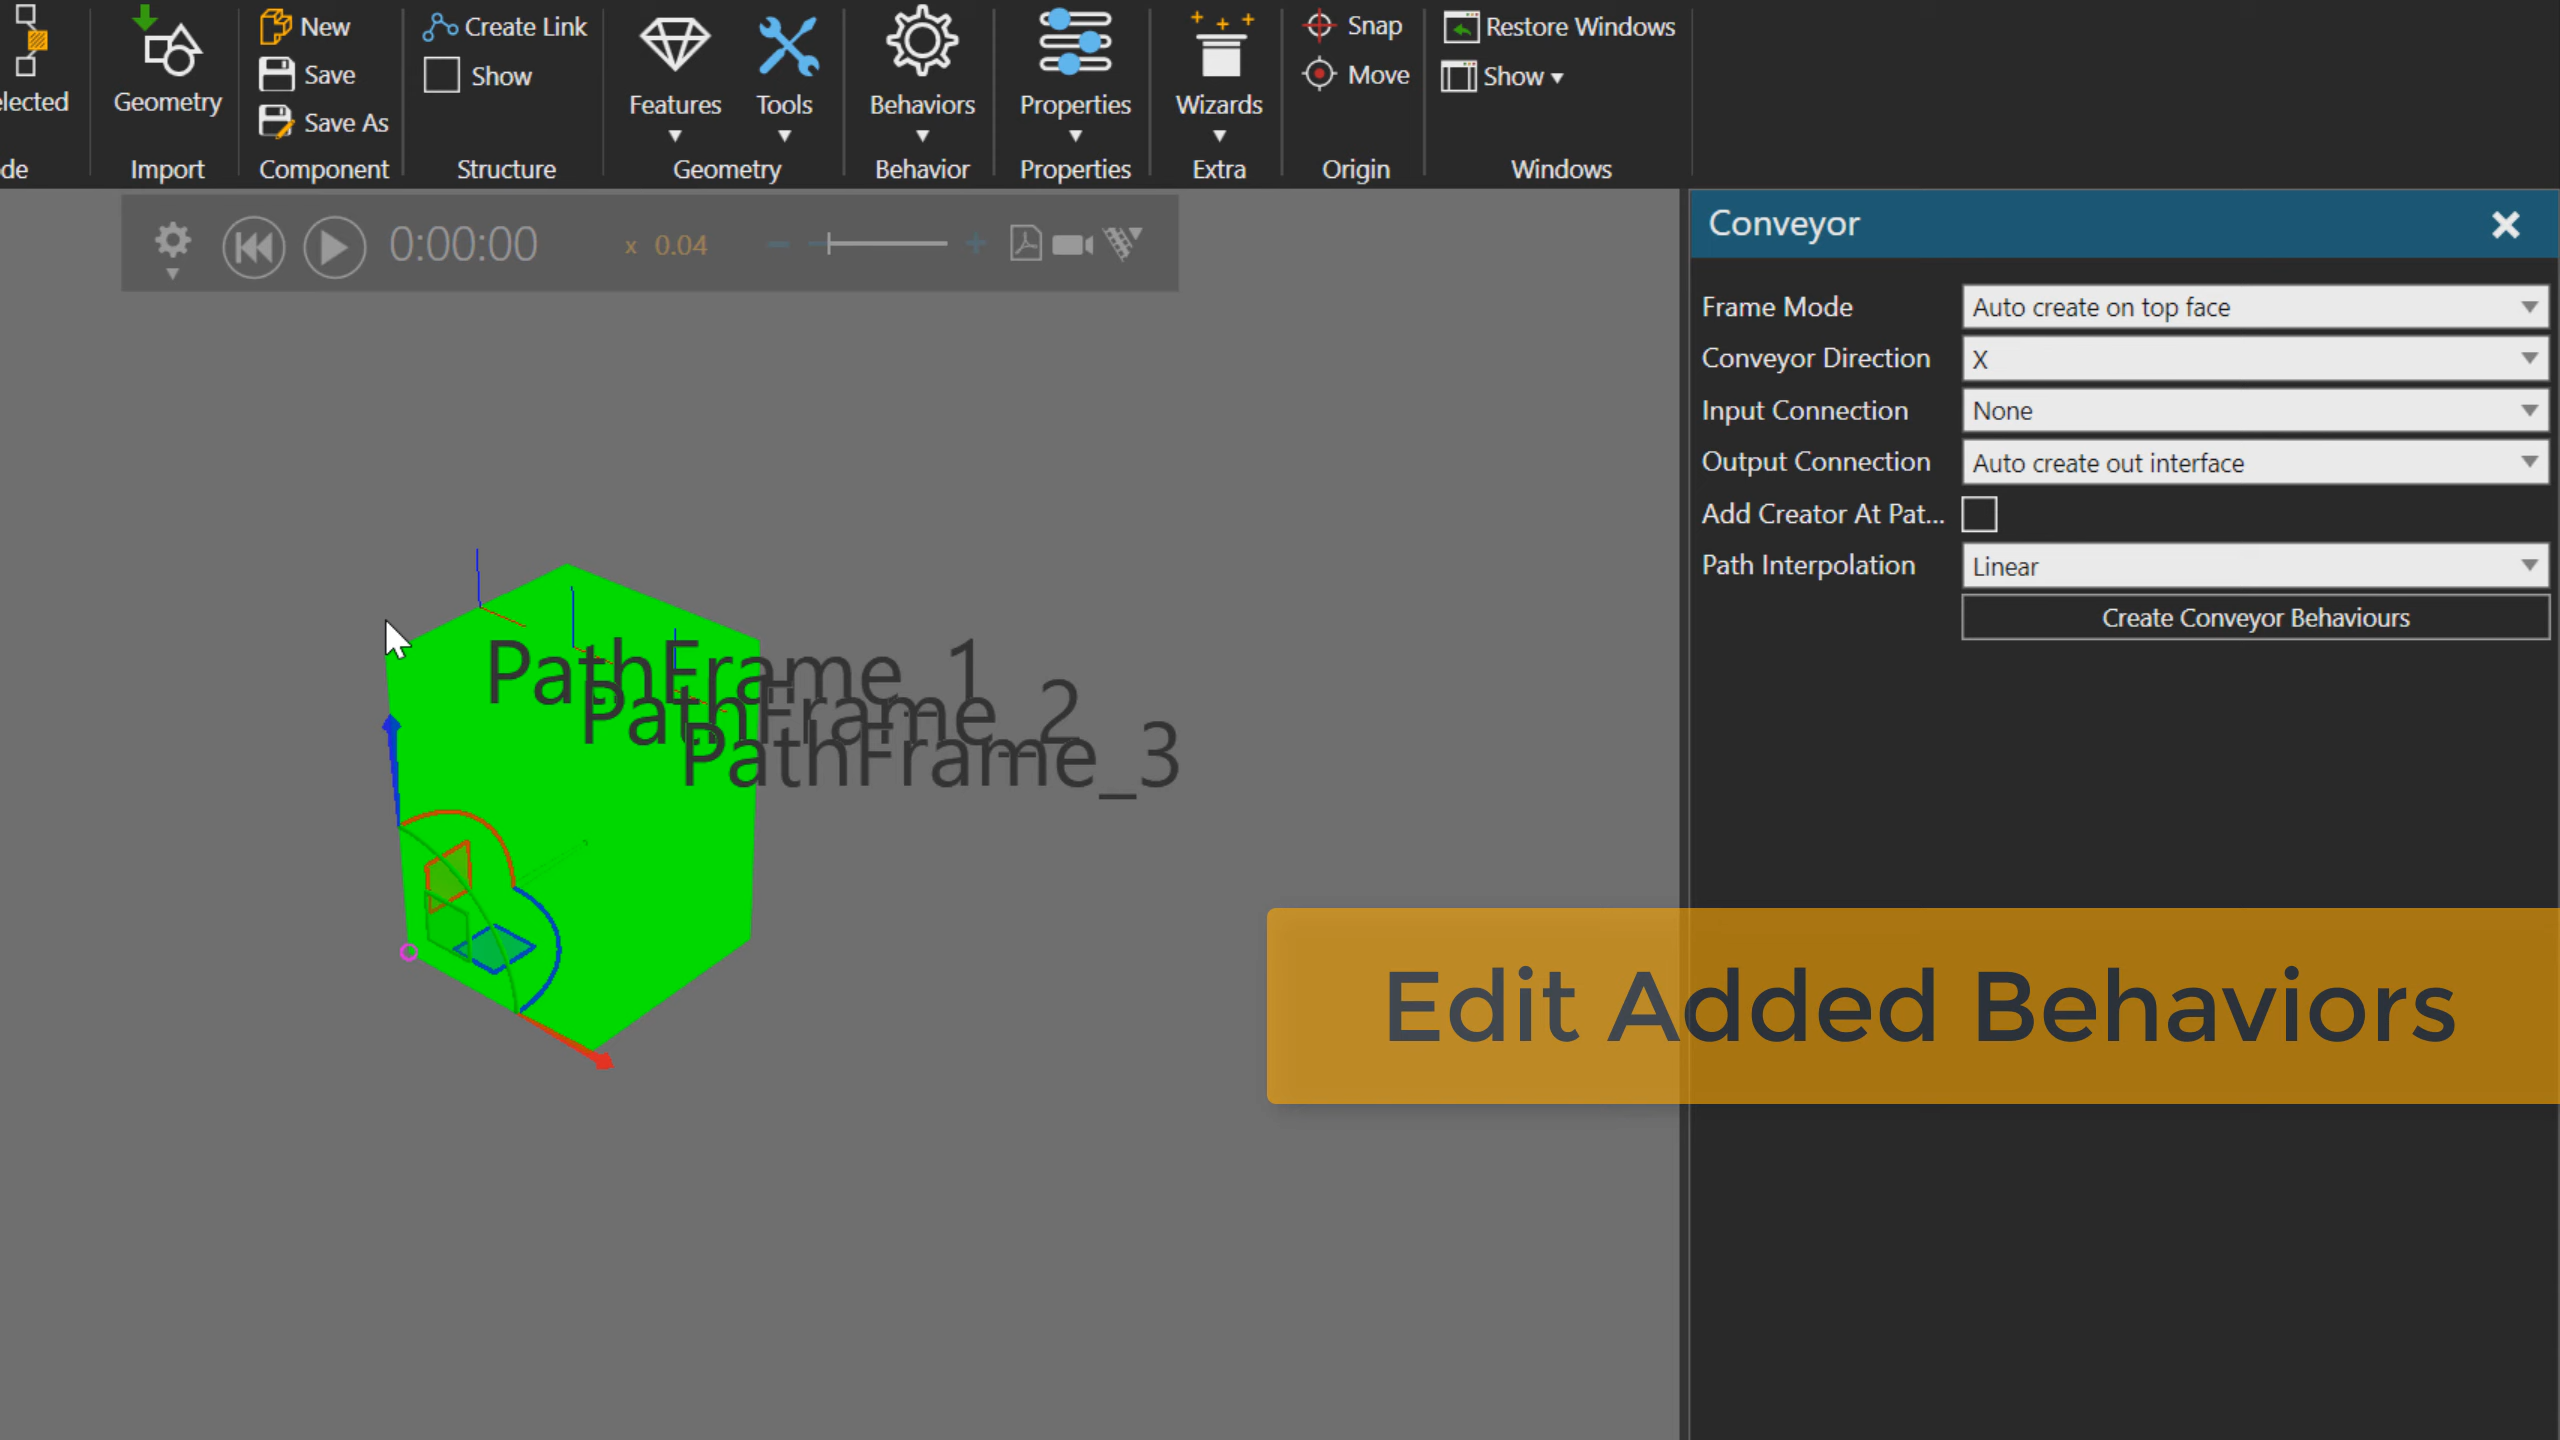 elected
de
Geometry
Import
New
Save
Save As
Component
Create Link
Show
Structure
Features
Tools
Geometry
Behaviors
Behavior
Properties
Properties
Wizards
Extra
Snap
Move
Origin
Restore Windows
Show
Windows
0:00:00
x 0.04
Conveyor
Frame Mode
Auto create on top face
Conveyor Direction
X
Input Connection
None
Output Connection
Auto create out interface
Add Creator At Pat...
Path Interpolation
Linear
Create Conveyor Behaviours
PathFrame_1
PathFrame_2
PathFrame_3
Edit Added Behaviors